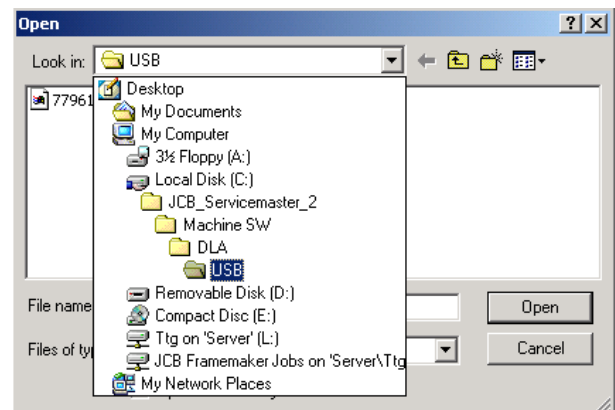 Open
Look in: USB
77961
Desktop
My Documents
My Computer
3½ Floppy (A:)
Local Disk (C:)
JCB_Servicemaster_2
Machine SW
DLA
USB
Removable Disk (D:)
Compact Disc (E:)
Ttg on 'Server' (L:)
JCB Framemaker Jobs on 'Server\Ttg
My Network Places
File name
Open
Files of ty
Cancel